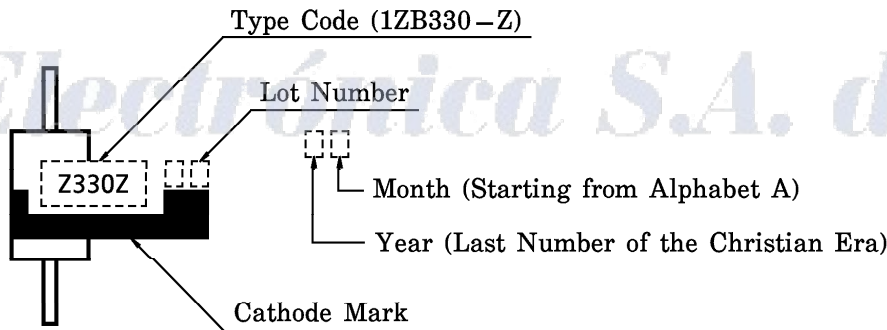 Type Code (1ZB330–Z)
Electrónica S.A. d
Lot Number
Z330Z
Month (Starting from Alphabet A)
Year (Last Number of the Christian Era)
Cathode Mark